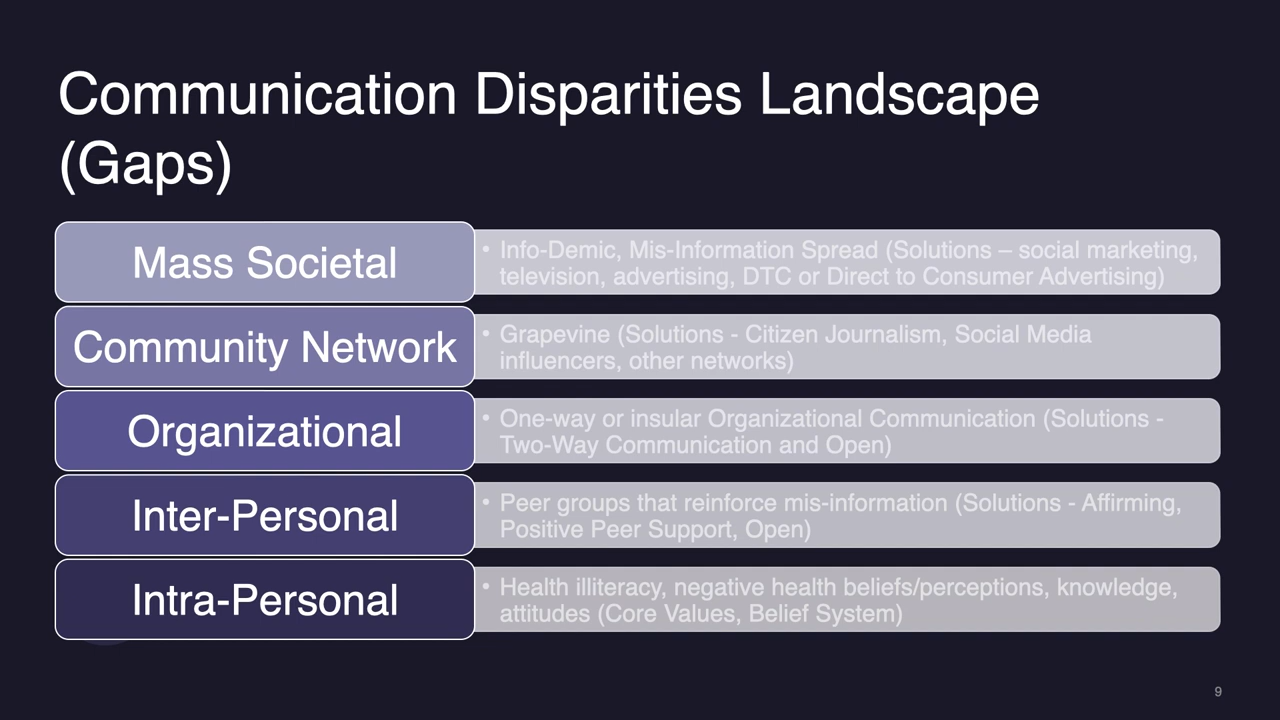 Communication Disparities Landscape
(Gaps)
Mass Societal
• Info-Demic, Mis-Information Spread (Solutions – social marketing,
television, advertising, DTC or Direct to Consumer Advertising)
Community Network
• Grapevine (Solutions - Citizen Journalism, Social Media
influencers, other networks)
Organizational
• One-way or insular Organizational Communication (Solutions -
Two-Way Communication and Open)
Inter-Personal
• Peer groups that reinforce mis-information (Solutions - Affirming,
Positive Peer Support, Open)
Intra-Personal
• Health illiteracy, negative health beliefs/perceptions, knowledge,
attitudes (Core Values, Belief System)
9